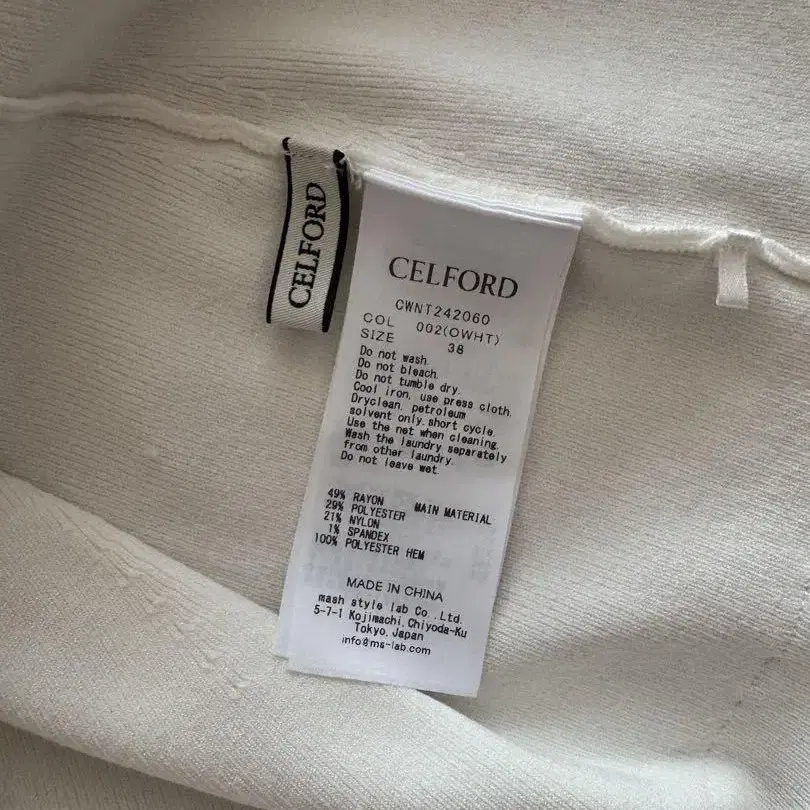 CELFORD
CELFORD
CWNT242060
COL 002(OWHT)
SIZE 38
Do not wash.
Do not bleach.
Do not tumble dry.
Cool iron, use press cloth.
Dryclean, petroleum
solvent only, short cycle.
Use the net when cleaning.
Wash the laundry separately
from other laundry.
Do not leave wet.
49% RAYON MAIN MATERIAL
29% POLYESTER
21% NYLON
1% SPANDEX
100% POLYESTER HEM
MADE IN CHINA
mash style lab Co.,Ltd.
5-7-1 Kojimachi,Chiyoda-Ku
Tokyo,Japan
info@ms-lab.com